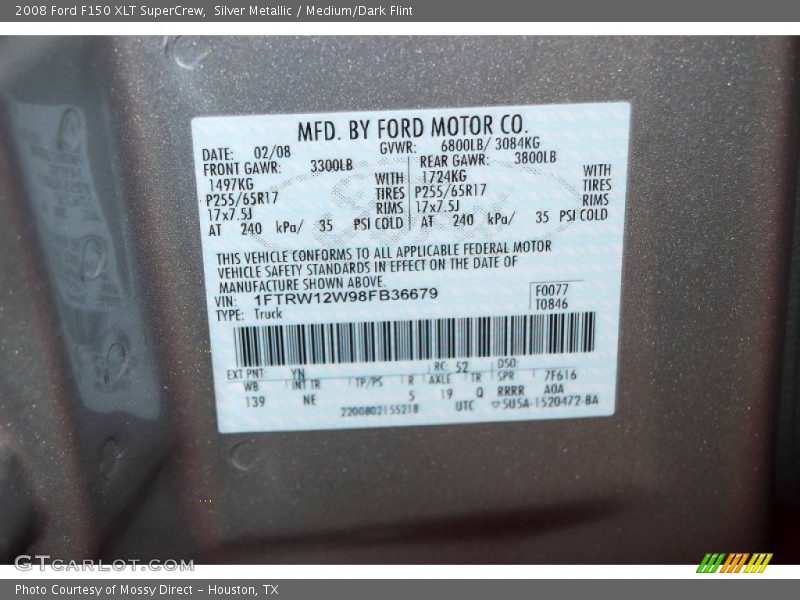 2008 Ford F150 XLT SuperCrew,  Silver Metallic / Medium/Dark Flint
MFD. BY FORD MOTOR CO.
DATE: 02/08 GVWR: 6800LB/ 3084KG
FRONT GAWR: 3300LB REAR GAWR: 3800LB
1497KG WITH 1724KG WITH
P255/65R17 TIRES P255/65R17 TIRES
17x7.5J RIMS 17x7.5J RIMS
AT 240 kPa/ 35 PSI COLD AT 240 kPa/ 35 PSI COLD
THIS VEHICLE CONFORMS TO ALL APPLICABLE FEDERAL MOTOR
VEHICLE SAFETY STANDARDS IN EFFECT ON THE DATE OF
MANUFACTURE SHOWN ABOVE.
VIN: 1FTRW12W98FB36679 F0077
TYPE: Truck T0846
EXT PNT: YN RC: 52 DSO:
WB INT TR TP/PS R AXLE TR SPR 7F616
139 NE S 19 Q RRRR AOA
2200802155218 UTC 5U5A-1520472-BA
GTCARLOT.COM
Photo Courtesy of Mossy Direct – Houston, TX